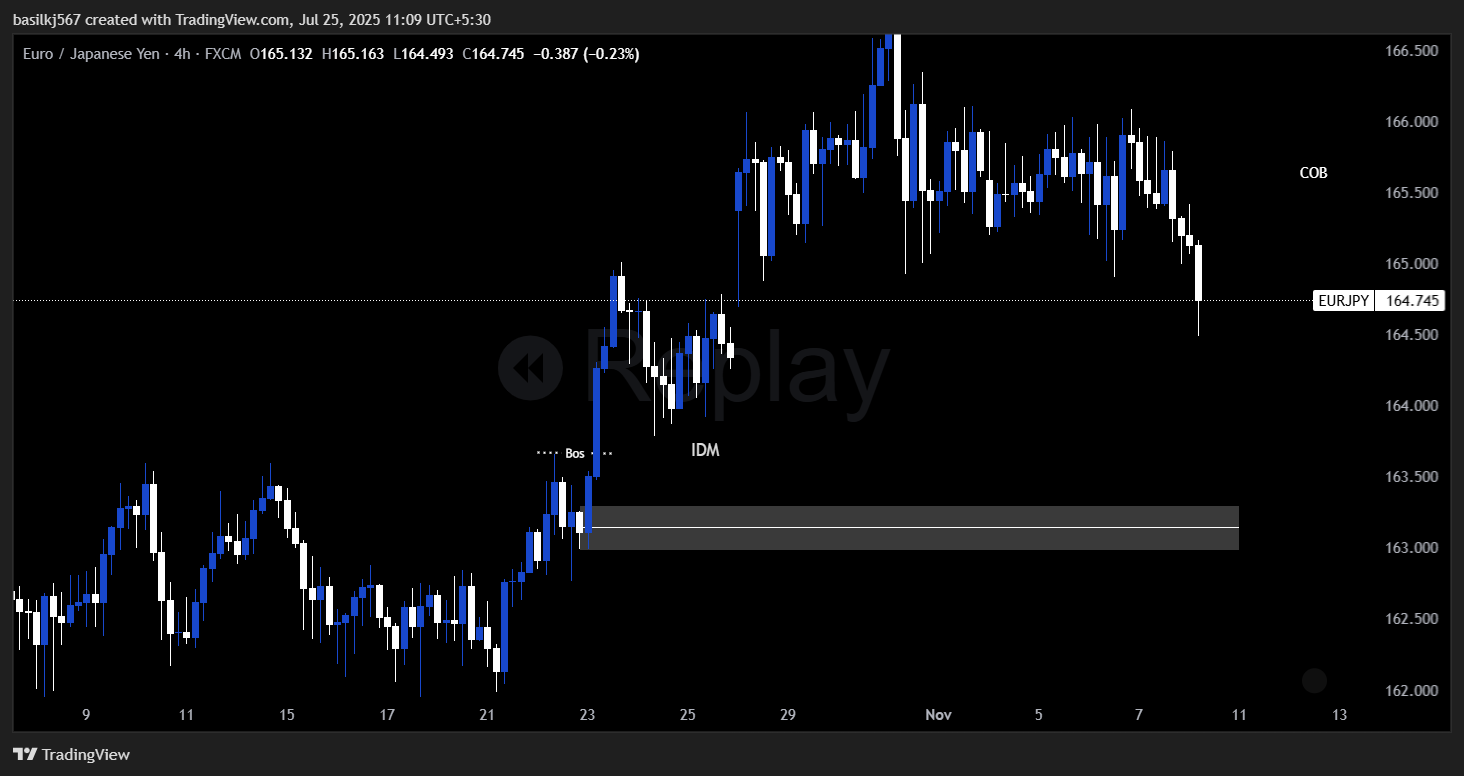 basilkj567 created with TradingView.com, Jul 25, 2025 11:09 UTC+5:30
Euro / Japanese Yen · 4h · FXCM O165.132 H165.163 L164.493 C164.745 −0.387 (−0.23%)
166.500
166.000
COB
165.500
165.000
EURJPY 164.745
164.500
Replay
164.000
Bos
IDM
163.500
163.000
162.500
162.000
9 11 15 17 21 23 25 29 Nov 5 7 11 13
TradingView